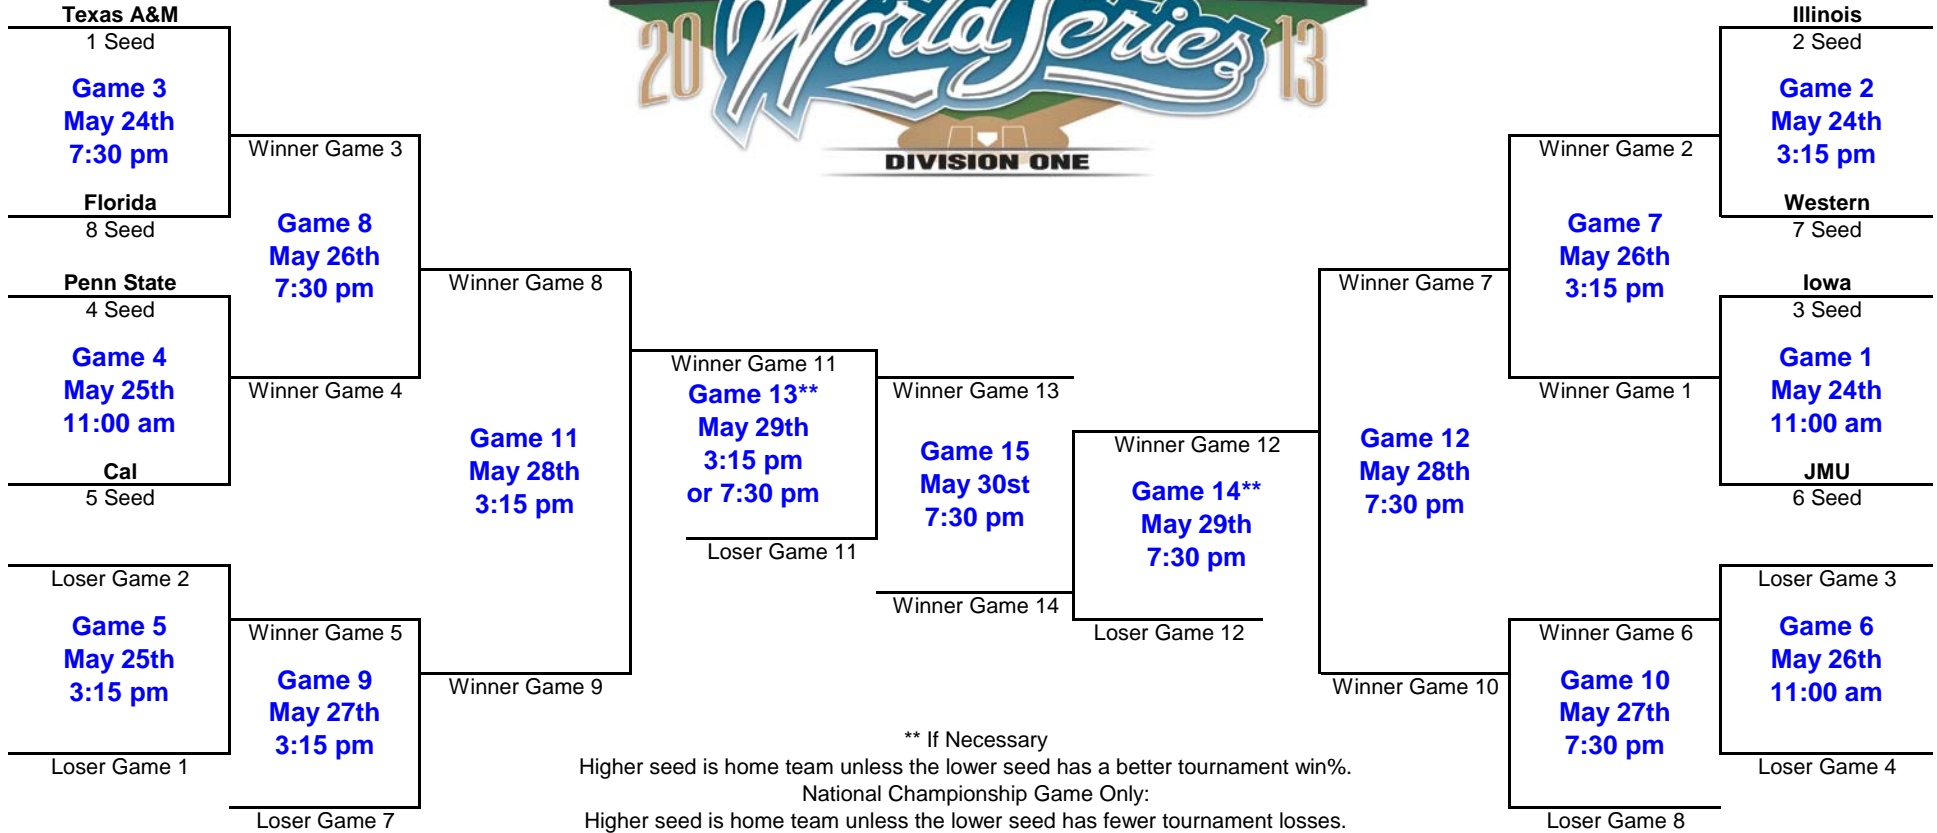 Texas A&M
1 Seed
Game 3
May 24th
7:30 pm
Florida
8 Seed
Penn State
4 Seed
Game 4
May 25th
11:00 am
Cal
5 Seed
Loser Game 2
Game 5
May 25th
3:15 pm
Loser Game 1
Winner Game 3
Game 8
May 26th
7:30 pm
Winner Game 4
Winner Game 5
Game 9
May 27th
3:15 pm
Loser Game 7
Winner Game 8
Game 11
May 28th
3:15 pm
Winner Game 9
20 World Series 13
DIVISION ONE
Winner Game 11
Game 13**
May 29th
3:15 pm
or 7:30 pm
Loser Game 11
Winner Game 13
Game 15
May 30st
7:30 pm
Winner Game 14
Winner Game 12
Game 14**
May 29th
7:30 pm
Loser Game 12
Winner Game 7
Game 12
May 28th
7:30 pm
Winner Game 10
Winner Game 2
Game 7
May 26th
3:15 pm
Winner Game 1
Winner Game 6
Game 10
May 27th
7:30 pm
Loser Game 8
Illinois
2 Seed
Game 2
May 24th
3:15 pm
Western
7 Seed
Iowa
3 Seed
Game 1
May 24th
11:00 am
JMU
6 Seed
Loser Game 3
Game 6
May 26th
11:00 am
Loser Game 4
** If Necessary
Higher seed is home team unless the lower seed has a better tournament win%.
National Championship Game Only:
Higher seed is home team unless the lower seed has fewer tournament losses.